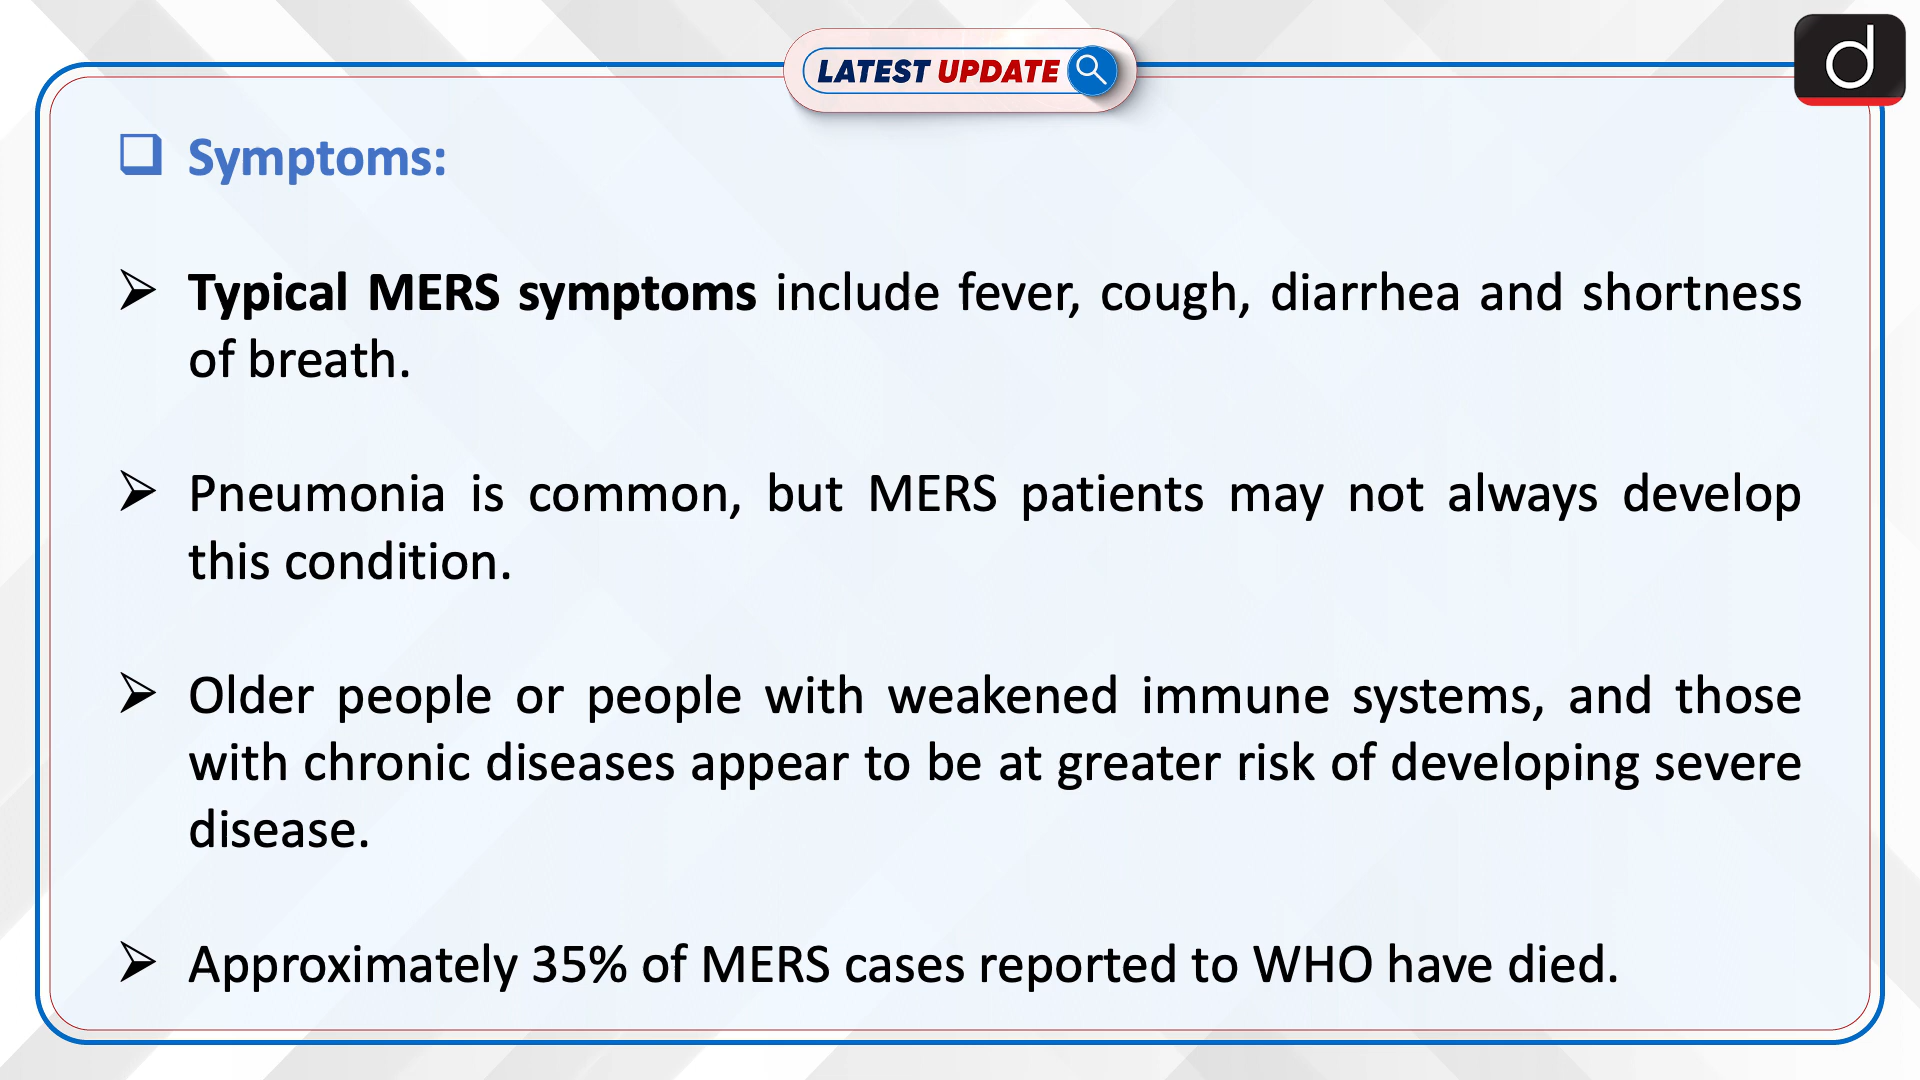 LATEST UPDATE
d
❑ Symptoms:
➢ Typical MERS symptoms include fever, cough, diarrhea and shortness
of breath.
➢ Pneumonia is common, but MERS patients may not always develop
this condition.
➢ Older people or people with weakened immune systems, and those
with chronic diseases appear to be at greater risk of developing severe
disease.
➢ Approximately 35% of MERS cases reported to WHO have died.